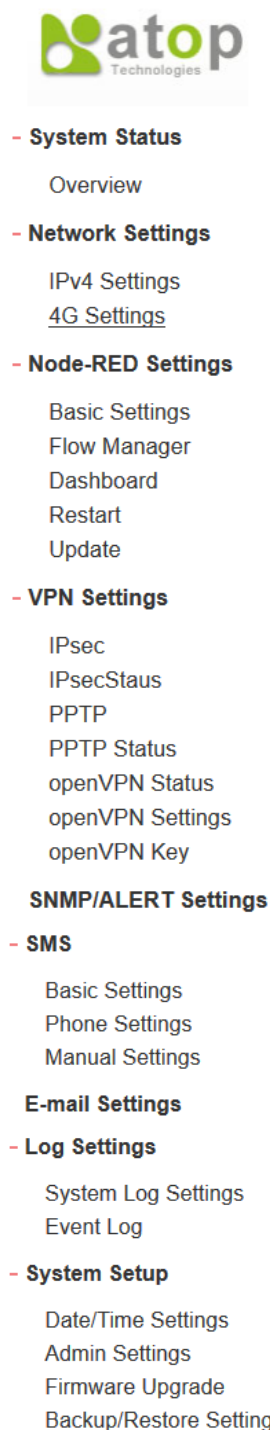 atop
Technologies
- System Status
Overview
- Network Settings
IPv4 Settings
4G Settings
- Node-RED Settings
Basic Settings
Flow Manager
Dashboard
Restart
Update
- VPN Settings
IPsec
IPsecStaus
PPTP
PPTP Status
openVPN Status
openVPN Settings
openVPN Key
SNMP/ALERT Settings
- SMS
Basic Settings
Phone Settings
Manual Settings
E-mail Settings
- Log Settings
System Log Settings
Event Log
- System Setup
Date/Time Settings
Admin Settings
Firmware Upgrade
Backup/Restore Setting